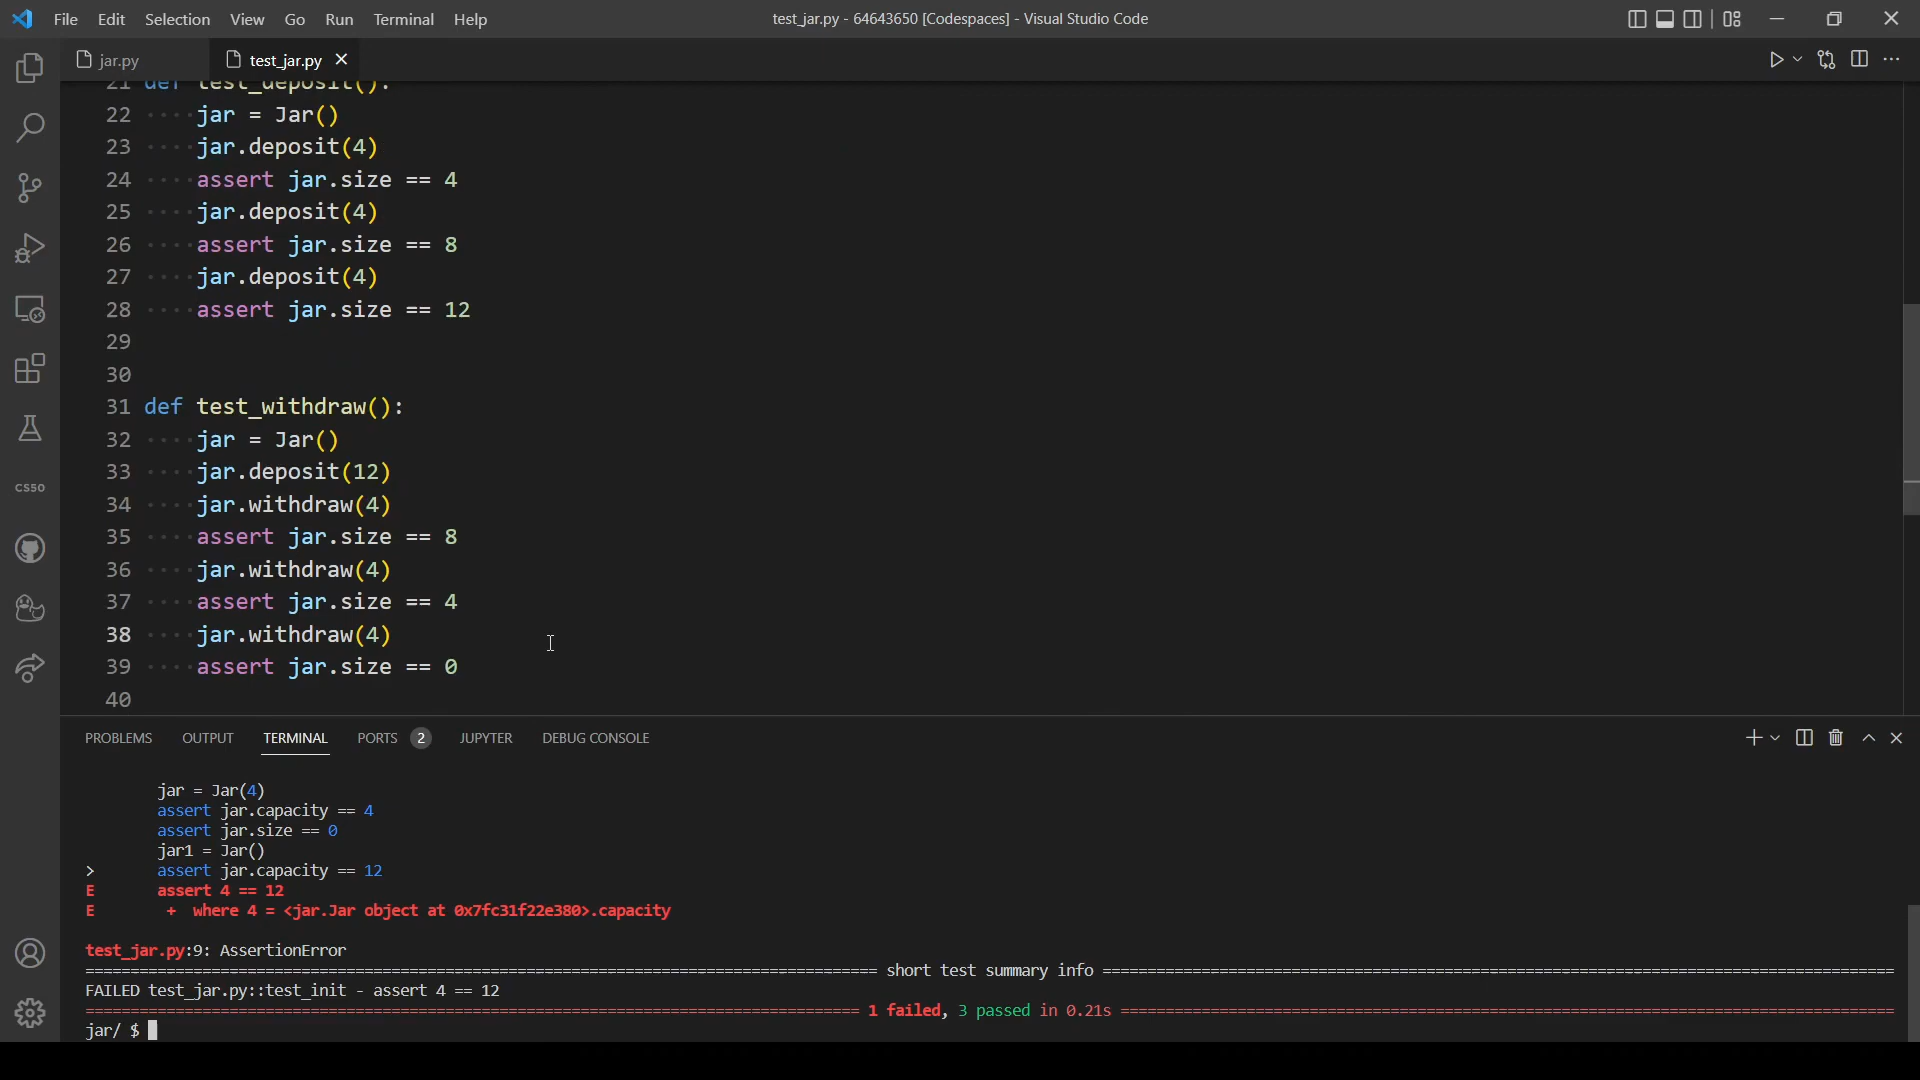 File Edit Selection View Go Run Terminal Help test_jar.py - 64643650 [Codespaces] - Visual Studio Code
jar.py test_jar.py
21 def test_deposit():
22 ····jar = Jar()
23 ····jar.deposit(4)
24 ····assert jar.size == 4
25 ····jar.deposit(4)
26 ····assert jar.size == 8
27 ····jar.deposit(4)
28 ····assert jar.size == 12
29
30
31 def test_withdraw():
32 ····jar = Jar()
33 ····jar.deposit(12)
34 ····jar.withdraw(4)
35 ····assert jar.size == 8
36 ····jar.withdraw(4)
37 ····assert jar.size == 4
38 ····jar.withdraw(4)
39 ····assert jar.size == 0
40
CS50
PROBLEMS OUTPUT TERMINAL PORTS 2 JUPYTER DEBUG CONSOLE
jar = Jar(4)
assert jar.capacity == 4
assert jar.size == 0
jar1 = Jar()
> assert jar.capacity == 12
E assert 4 == 12
E + where 4 = <jar.Jar object at 0x7fc31f22e380>.capacity
test_jar.py:9: AssertionError
======== short test summary info ========
FAILED test_jar.py::test_init - assert 4 == 12
======== 1 failed, 3 passed in 0.21s ========
jar/ $